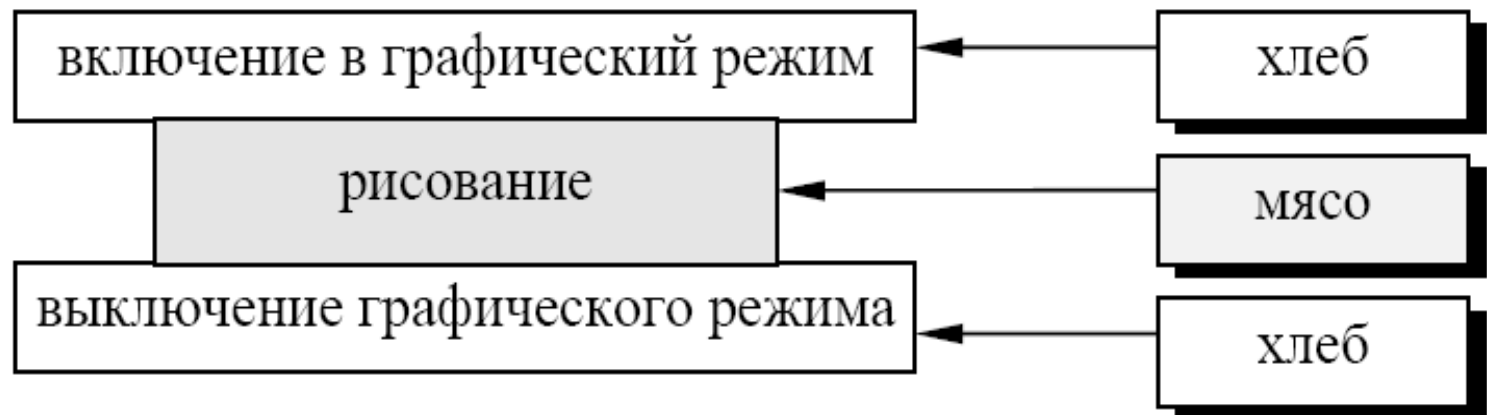 включение в графический режим
хлеб
рисование
мясо
выключение графического режима
хлеб